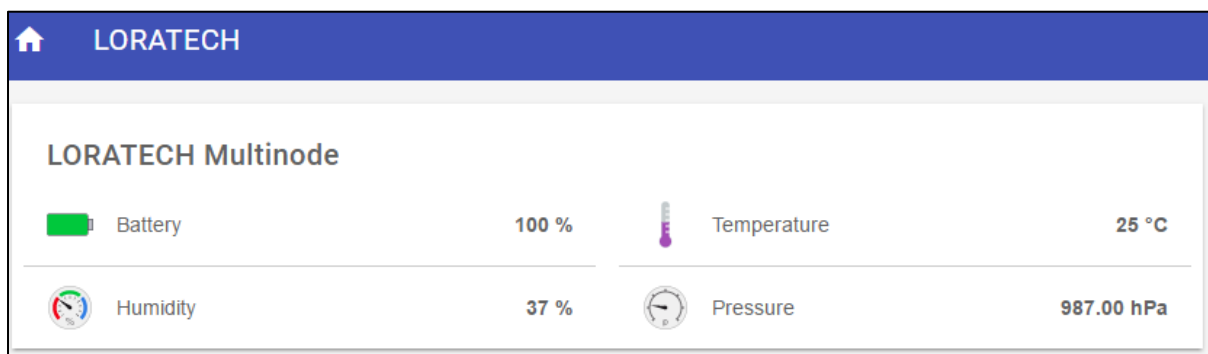 LORATECH
LORATECH Multinode
Battery 100 % Temperature 25 °C
Humidity 37 % Pressure 987.00 hPa